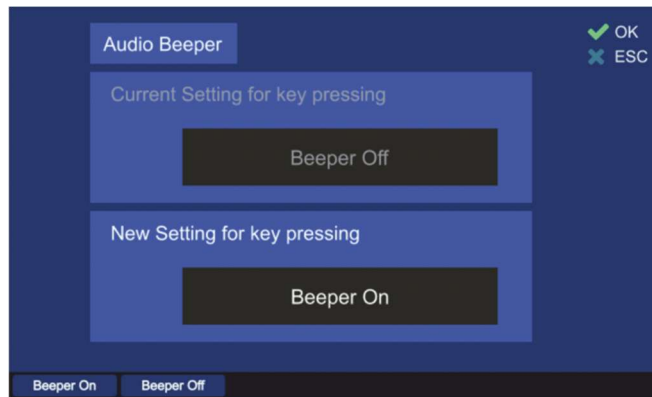 Audio Beeper
OK
ESC
Current Setting for key pressing
Beeper Off
New Setting for key pressing
Beeper On
Beeper On
Beeper Off